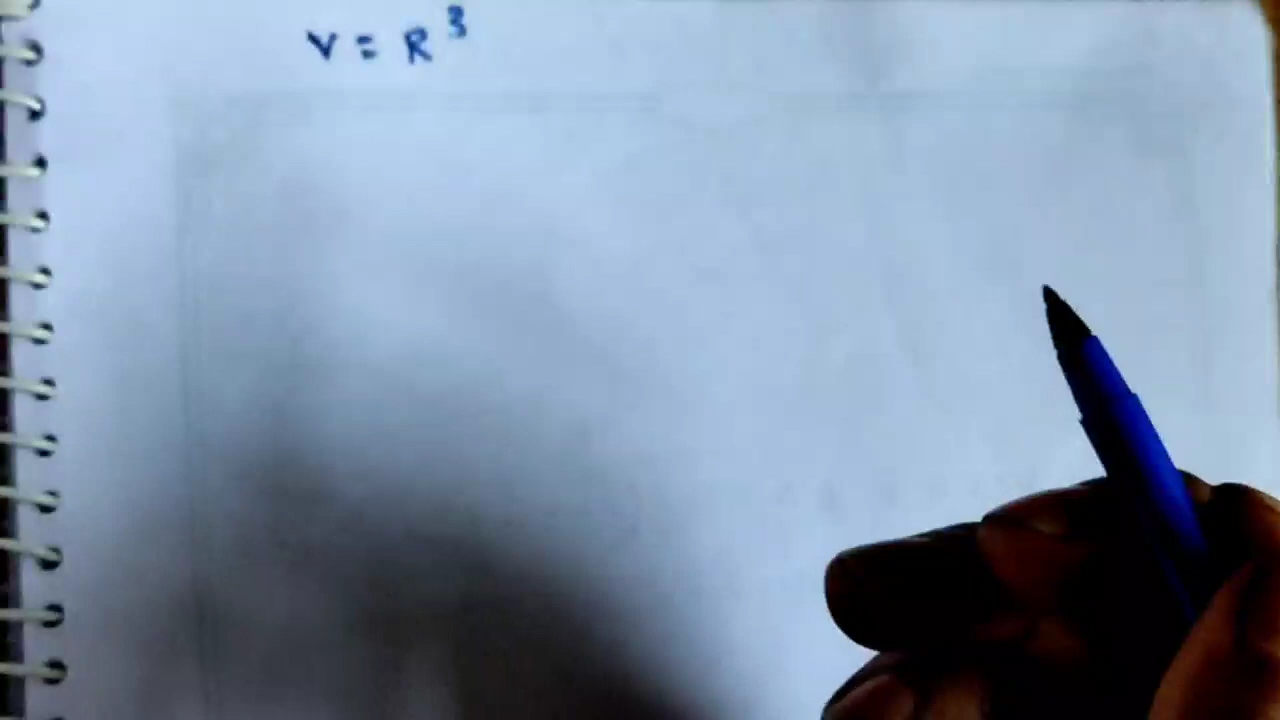 V = R³